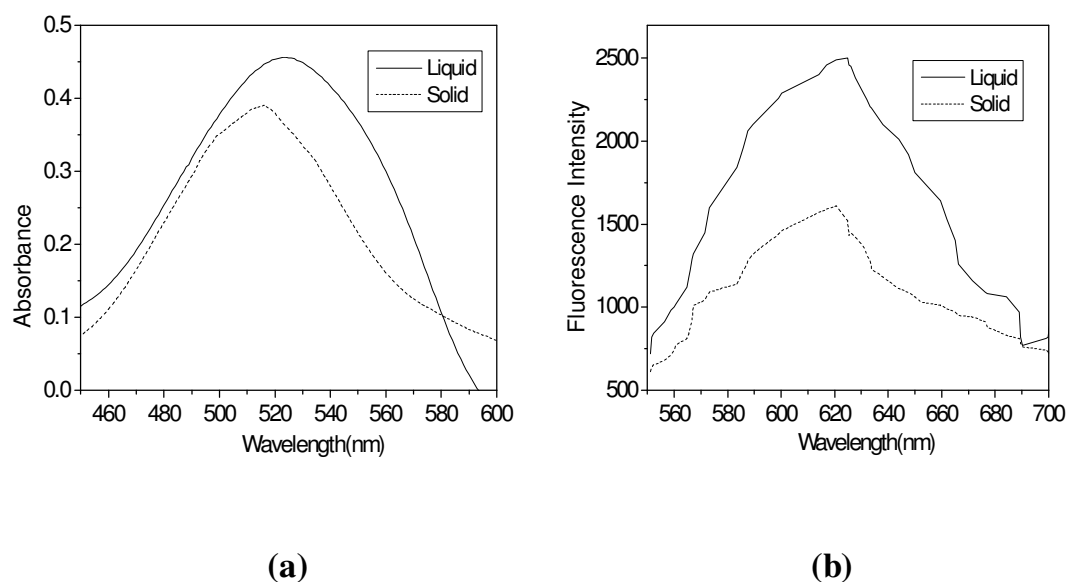 0.5
0.4
0.3
0.2
0.1
0.0
Absorbance
Liquid
Solid
460 480 500 520 540 560 580 600
Wavelength(nm)
(a)
2500
2000
1500
1000
500
Fluorescence Intensity
Liquid
Solid
560 580 600 620 640 660 680 700
Wavelength(nm)
(b)